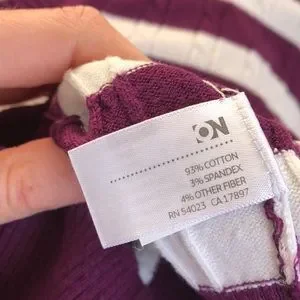 ON
93% COTTON
3% SPANDEX
4% OTHER FIBER
RN 54023 CA 17897